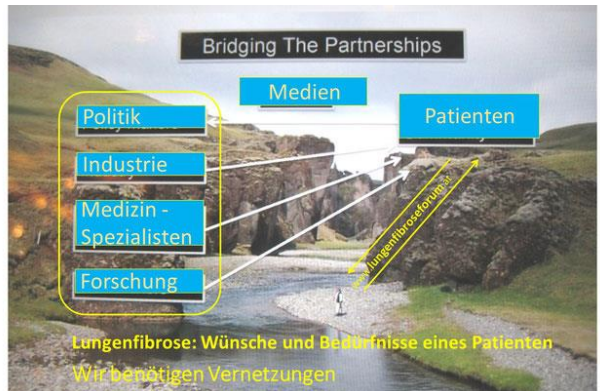 Bridging The Partnerships
Medien
Politik
Patienten
Industrie
Medizin -
Spezialisten
Forschung
www.lungenfibroseforum.at
Lungenfibrose: Wünsche und Bedürfnisse eines Patienten
Wir benötigen Vernetzungen